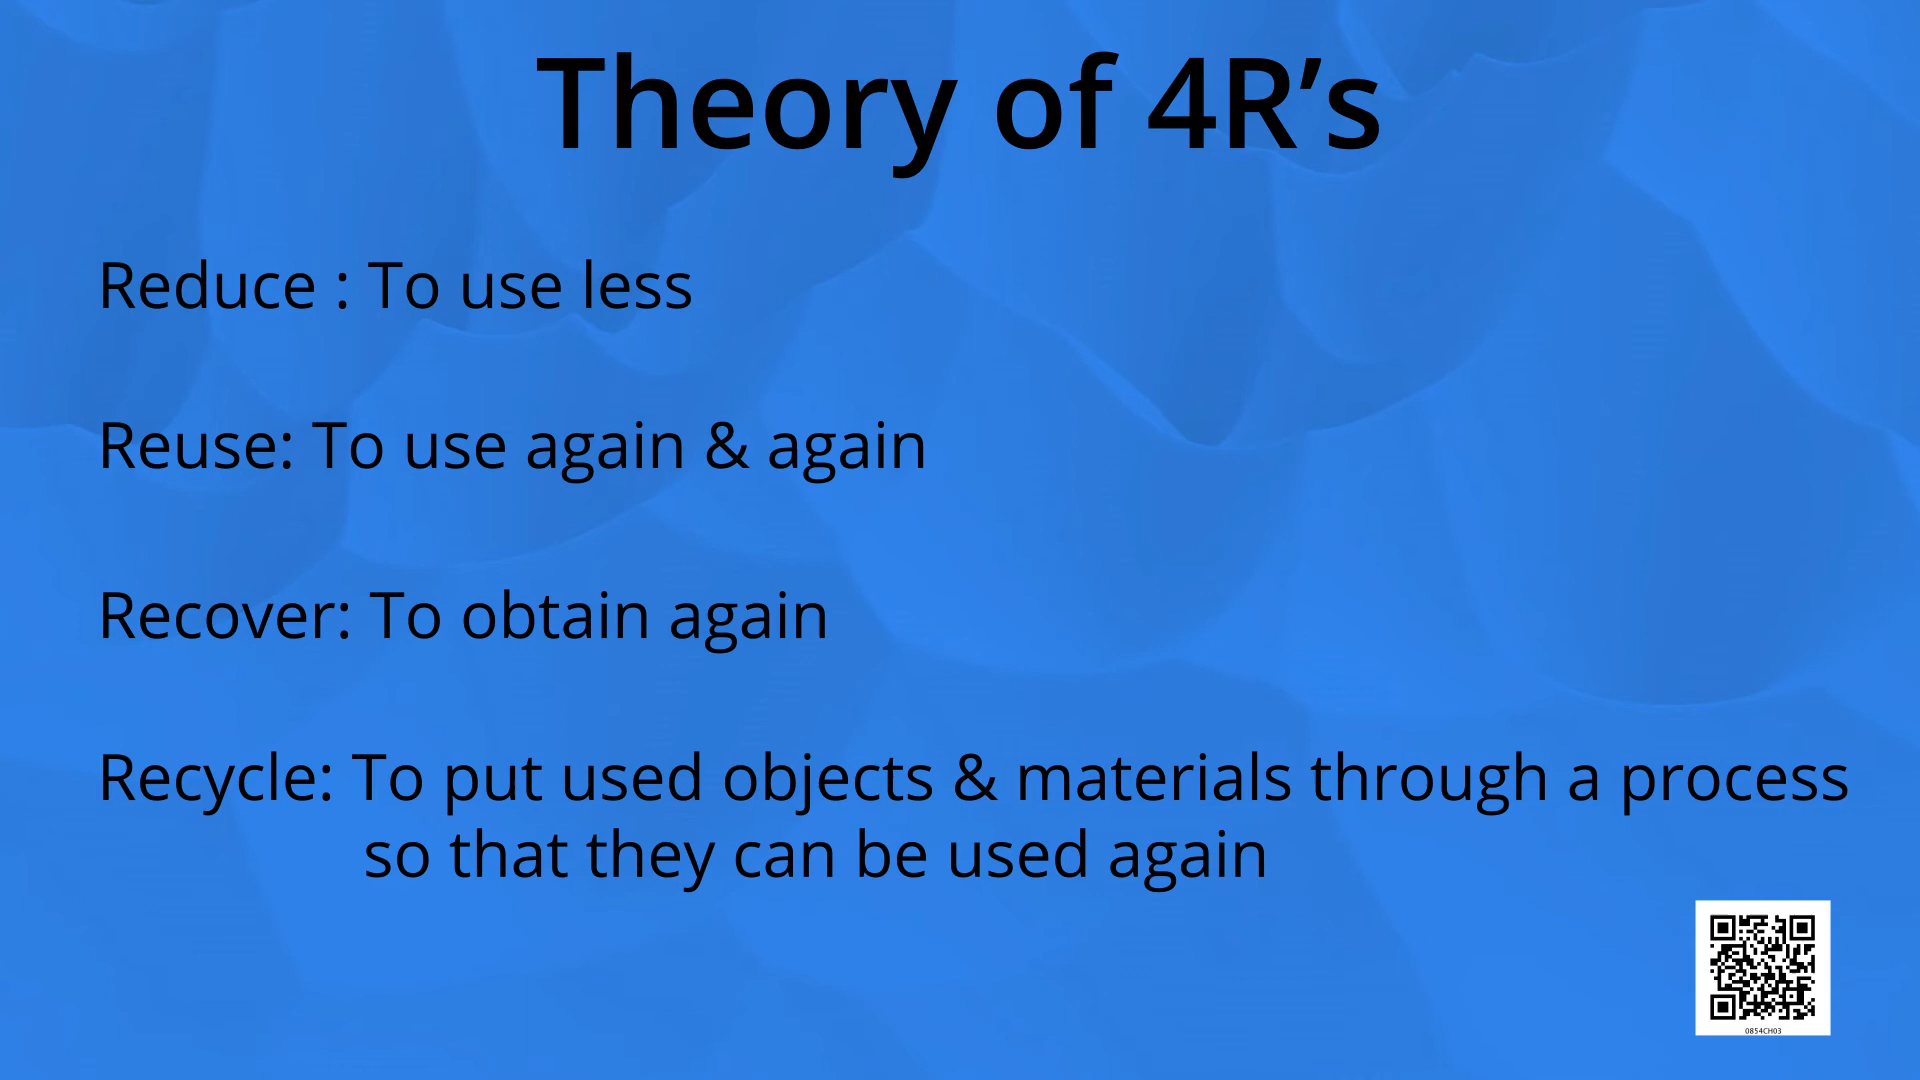 Theory of 4R’s
Reduce : To use less
Reuse: To use again & again
Recover: To obtain again
Recycle: To put used objects & materials through a process
so that they can be used again
0854CH03